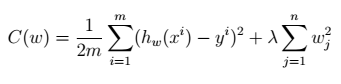 C(w) = \frac{1}{2m} \sum_{i=1}^{m} (h_w(x^i) - y^i)^2 + \lambda \sum_{j=1}^{n} w_j^2